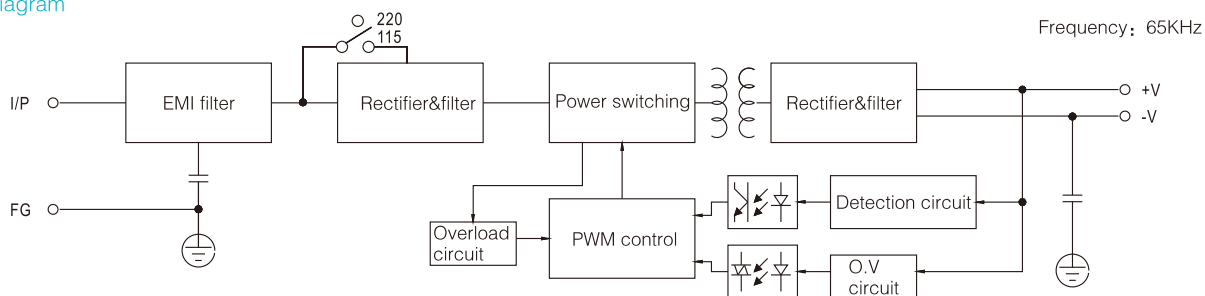 220
115
Frequency： 65KHz
I/P
EMI filter
Rectifier&filter
Power switching
Rectifier&filter
+V
-V
FG
Overload
circuit
PWM control
Detection circuit
O.V
circuit